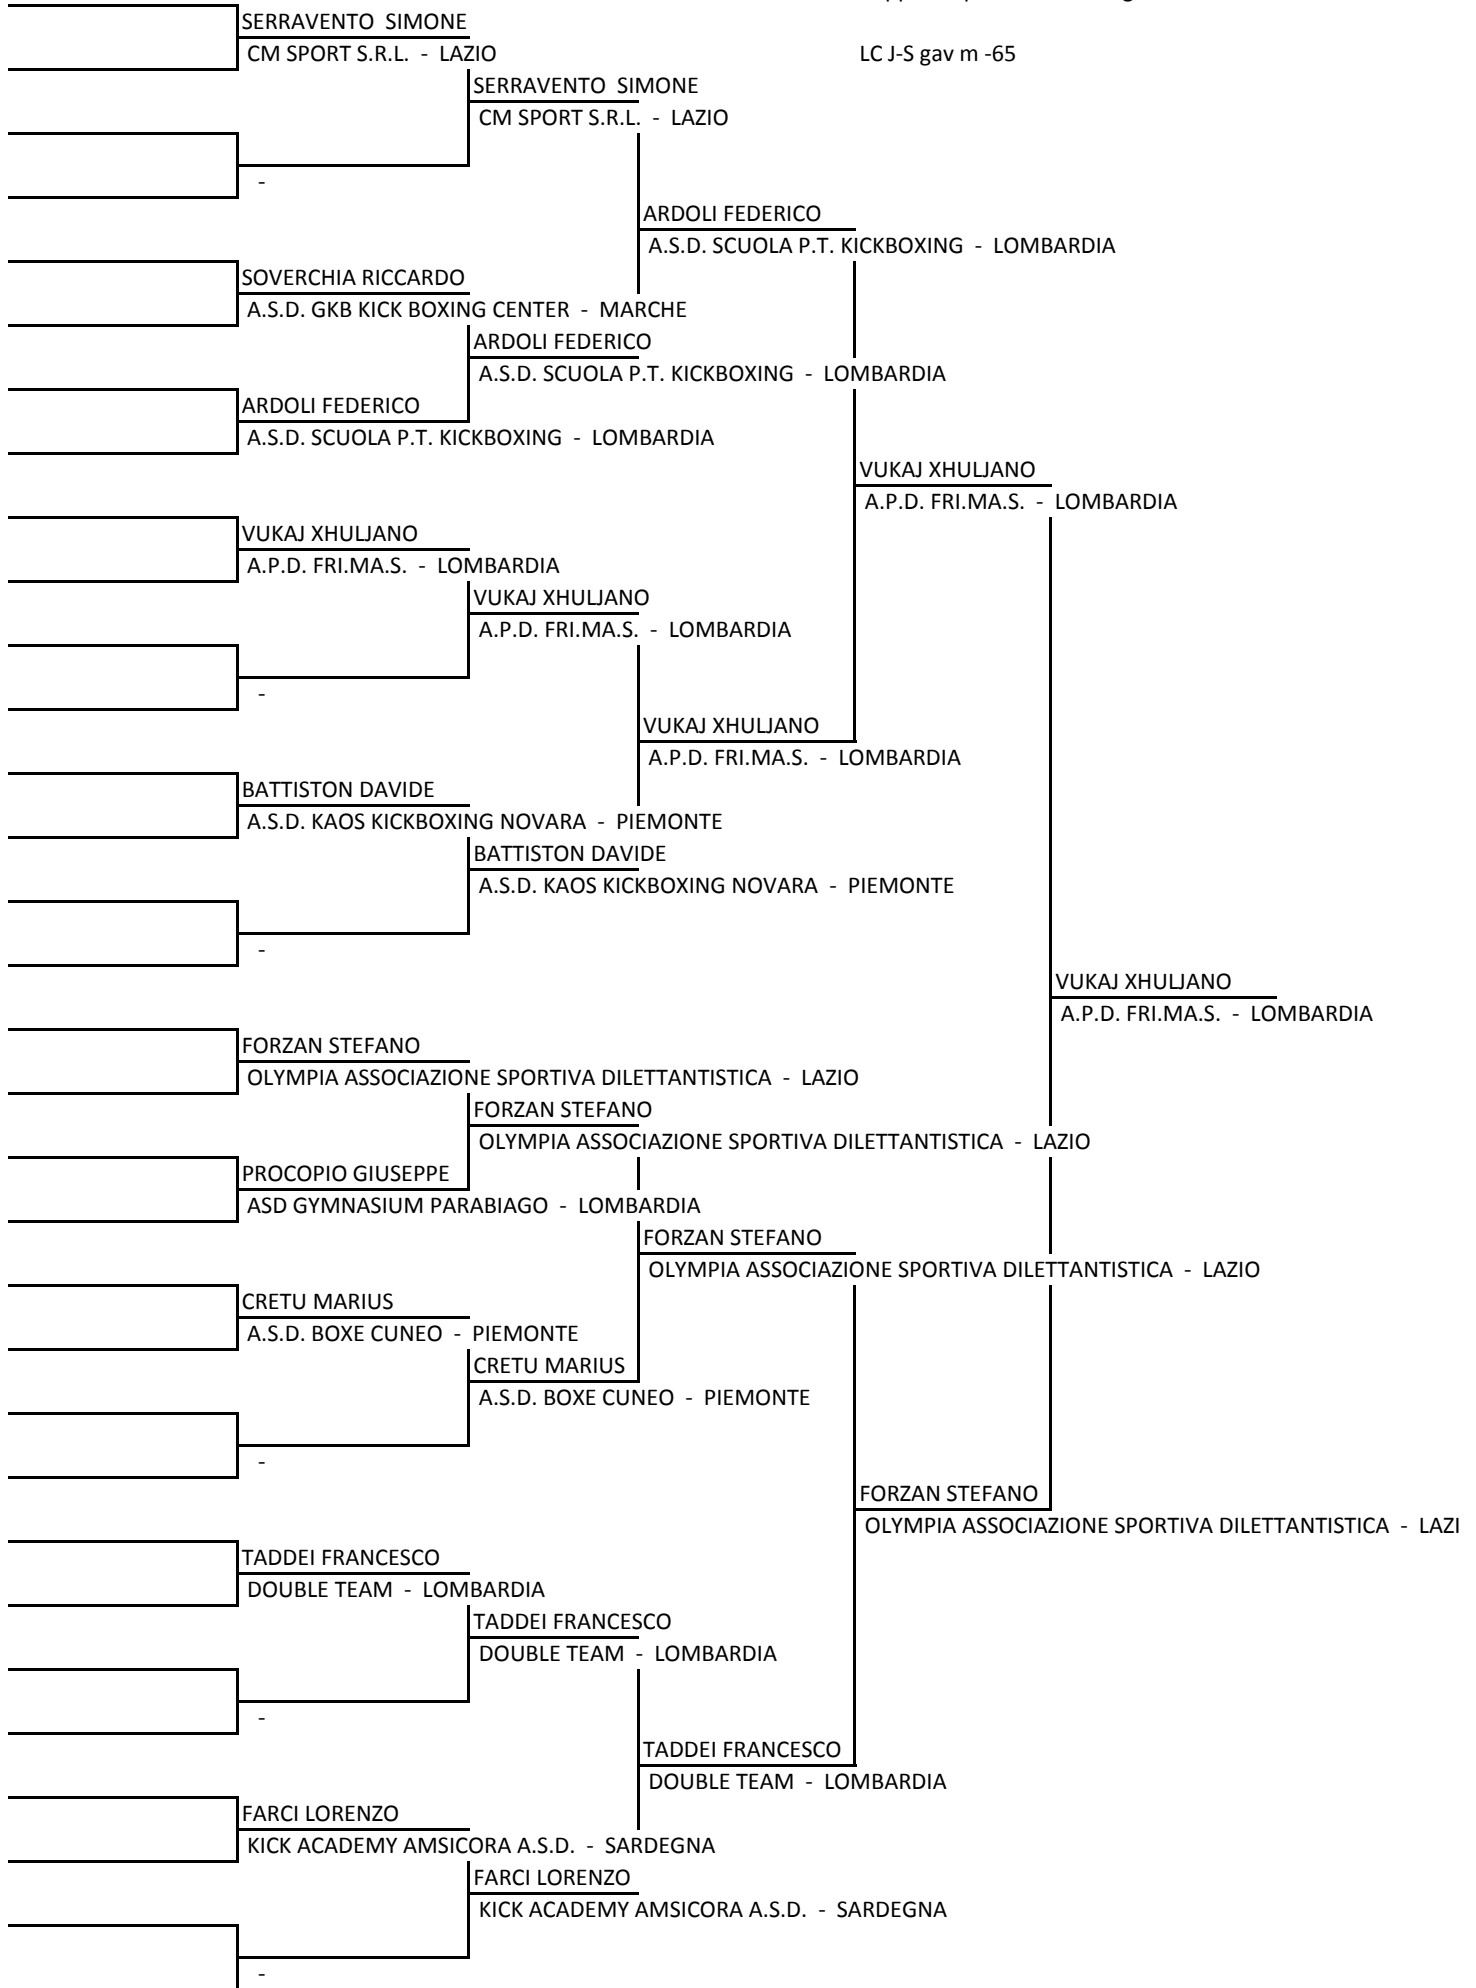 SERRAVENTO  SIMONE
CM SPORT S.R.L.  -  LAZIO
LC J-S gav m -65
SERRAVENTO  SIMONE
CM SPORT S.R.L.  -  LAZIO
-
ARDOLI FEDERICO
A.S.D. SCUOLA P.T. KICKBOXING  -  LOMBARDIA
SOVERCHIA RICCARDO
A.S.D. GKB KICK BOXING CENTER  -  MARCHE
ARDOLI FEDERICO
A.S.D. SCUOLA P.T. KICKBOXING  -  LOMBARDIA
ARDOLI FEDERICO
A.S.D. SCUOLA P.T. KICKBOXING  -  LOMBARDIA
VUKAJ XHULJANO
A.P.D. FRI.MA.S.  -  LOMBARDIA
VUKAJ XHULJANO
A.P.D. FRI.MA.S.  -  LOMBARDIA
VUKAJ XHULJANO
A.P.D. FRI.MA.S.  -  LOMBARDIA
-
VUKAJ XHULJANO
A.P.D. FRI.MA.S.  -  LOMBARDIA
BATTISTON DAVIDE
A.S.D. KAOS KICKBOXING NOVARA  -  PIEMONTE
BATTISTON DAVIDE
A.S.D. KAOS KICKBOXING NOVARA  -  PIEMONTE
-
VUKAJ XHULJANO
A.P.D. FRI.MA.S.  -  LOMBARDIA
FORZAN STEFANO
OLYMPIA ASSOCIAZIONE SPORTIVA DILETTANTISTICA  -  LAZIO
FORZAN STEFANO
OLYMPIA ASSOCIAZIONE SPORTIVA DILETTANTISTICA  -  LAZIO
PROCOPIO GIUSEPPE
ASD GYMNASIUM PARABIAGO  -  LOMBARDIA
FORZAN STEFANO
OLYMPIA ASSOCIAZIONE SPORTIVA DILETTANTISTICA  -  LAZIO
CRETU MARIUS
A.S.D. BOXE CUNEO  -  PIEMONTE
CRETU MARIUS
A.S.D. BOXE CUNEO  -  PIEMONTE
-
FORZAN STEFANO
OLYMPIA ASSOCIAZIONE SPORTIVA DILETTANTISTICA  -  LAZI
TADDEI FRANCESCO
DOUBLE TEAM  -  LOMBARDIA
TADDEI FRANCESCO
DOUBLE TEAM  -  LOMBARDIA
-
TADDEI FRANCESCO
DOUBLE TEAM  -  LOMBARDIA
FARCI LORENZO
KICK ACADEMY AMSICORA A.S.D.  -  SARDEGNA
FARCI LORENZO
KICK ACADEMY AMSICORA A.S.D.  -  SARDEGNA
-